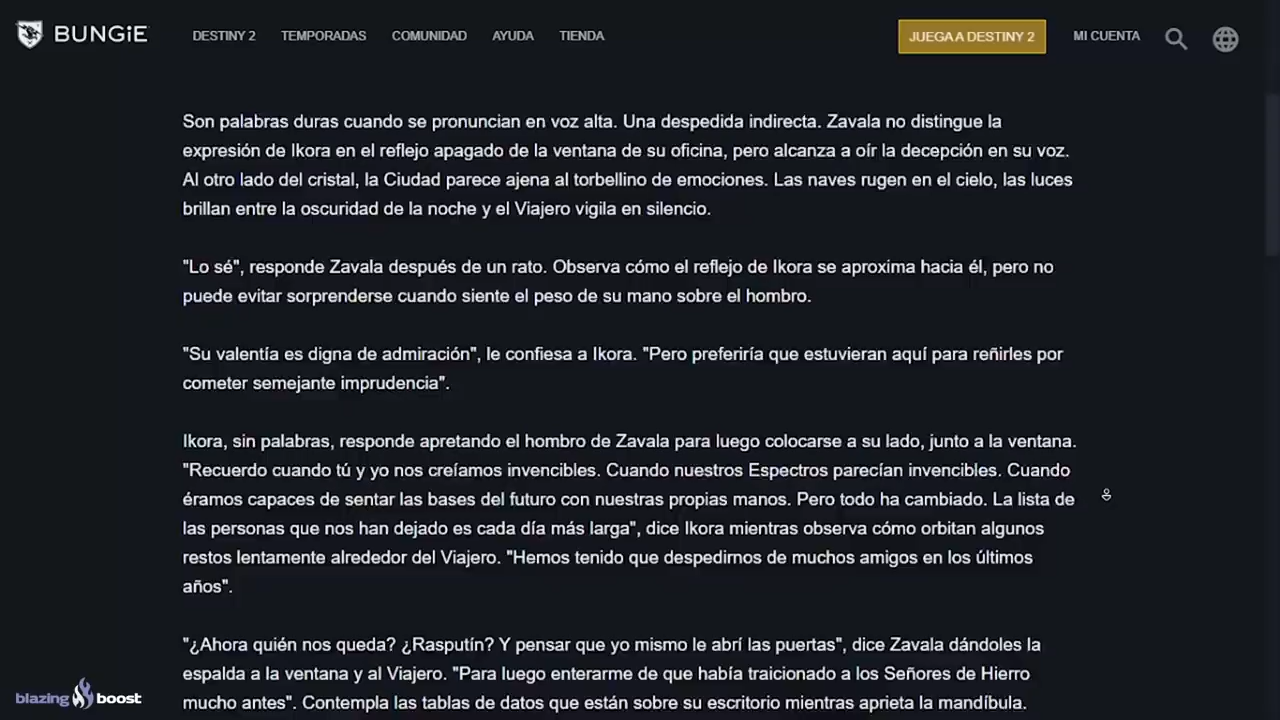 BUNGiE DESTINY 2 TEMPORADAS COMUNIDAD AYUDA TIENDA JUEGA A DESTINY 2 MI CUENTA
Son palabras duras cuando se pronuncian en voz alta. Una despedida indirecta. Zavala no distingue la
expresión de Ikora en el reflejo apagado de la ventana de su oficina, pero alcanza a oír la decepción en su voz.
Al otro lado del cristal, la Ciudad parece ajena al torbellino de emociones. Las naves rugen en el cielo, las luces
brillan entre la oscuridad de la noche y el Viajero vigila en silencio.
"Lo sé", responde Zavala después de un rato. Observa cómo el reflejo de Ikora se aproxima hacia él, pero no
puede evitar sorprenderse cuando siente el peso de su mano sobre el hombro.
"Su valentía es digna de admiración", le confiesa a Ikora. "Pero preferiría que estuvieran aquí para reñirles por
cometer semejante imprudencia".
Ikora, sin palabras, responde apretando el hombro de Zavala para luego colocarse a su lado, junto a la ventana.
"Recuerdo cuando tú y yo nos creíamos invencibles. Cuando nuestros Espectros parecían invencibles. Cuando
éramos capaces de sentar las bases del futuro con nuestras propias manos. Pero todo ha cambiado. La lista de
las personas que nos han dejado es cada día más larga", dice Ikora mientras observa cómo orbitan algunos
restos lentamente alrededor del Viajero. "Hemos tenido que despedirnos de muchos amigos en los últimos
años".
"¿Ahora quién nos queda? ¿Rasputín? Y pensar que yo mismo le abrí las puertas", dice Zavala dándoles la
espalda a la ventana y al Viajero. "Para luego enterarme de que había traicionado a los Señores de Hierro
mucho antes". Contempla las tablas de datos que están sobre su escritorio mientras aprieta la mandíbula.
blazing boost